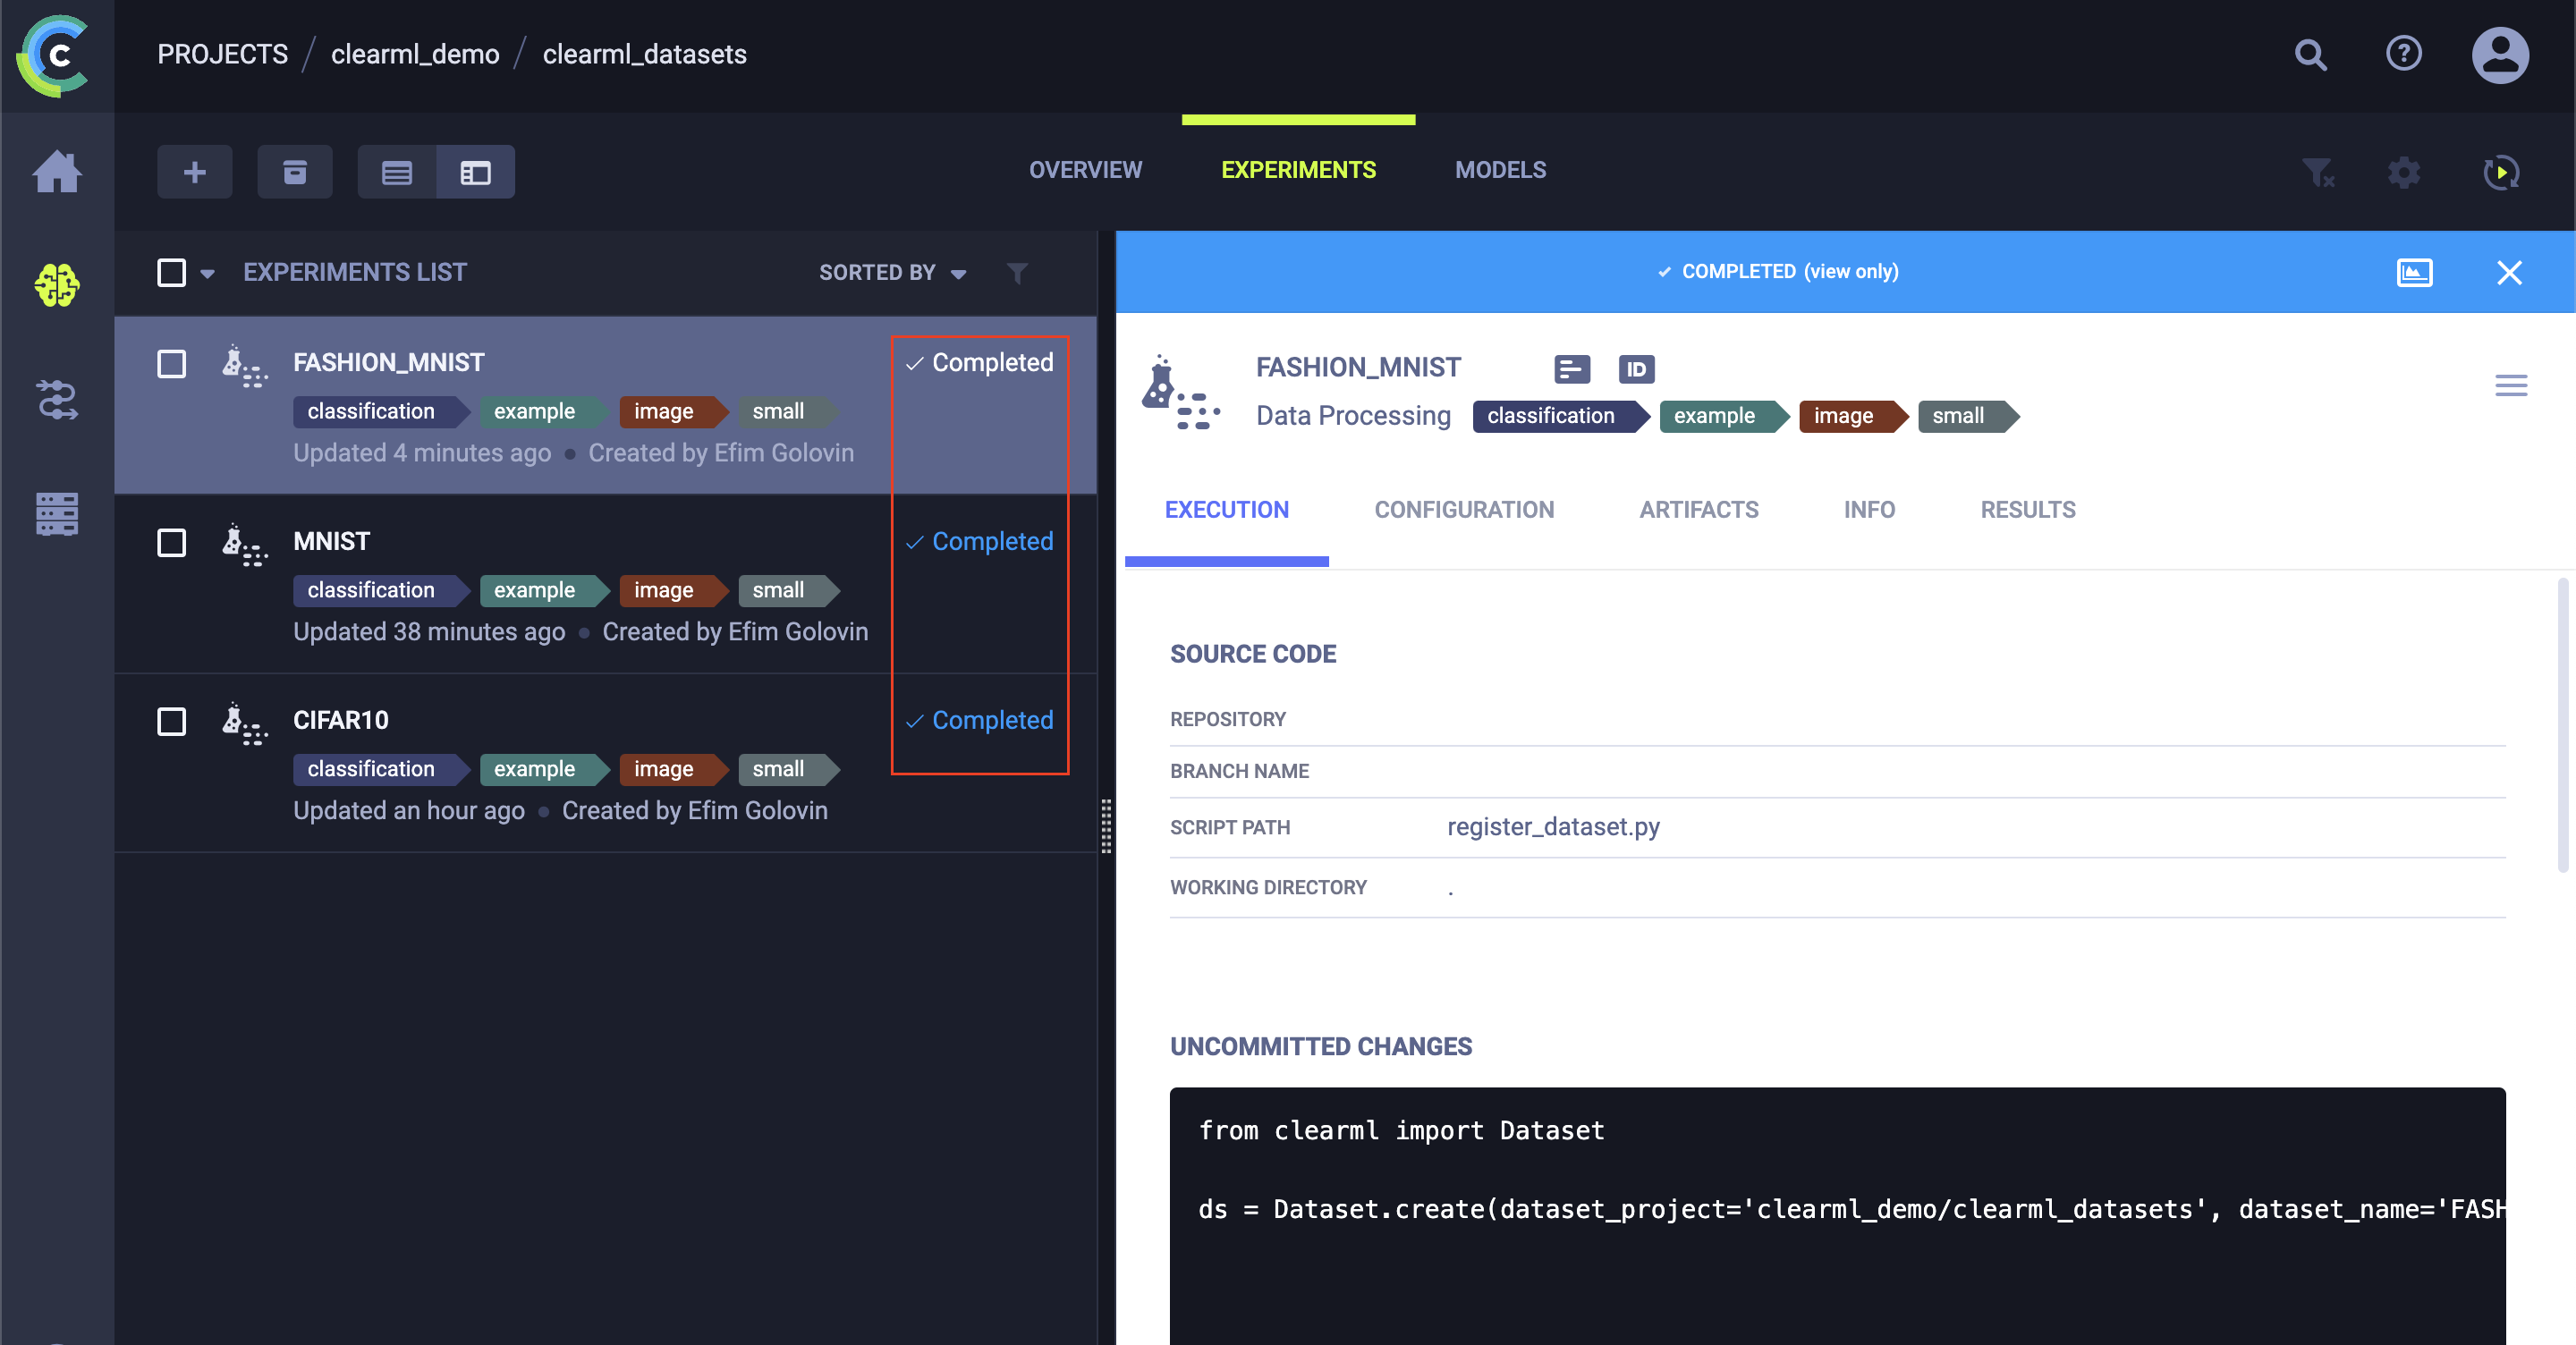 C
PROJECTS / clearml_demo / clearml_datasets
?
OVERVIEW EXPERIMENTS MODELS
EXPERIMENTS LIST SORTED BY
FASHION_MNIST Completed
classification example image small
Updated 4 minutes ago • Created by Efim Golovin
MNIST Completed
classification example image small
Updated 38 minutes ago • Created by Efim Golovin
CIFAR10 Completed
classification example image small
Updated an hour ago • Created by Efim Golovin
COMPLETED (view only)
FASHION_MNIST ID
Data Processing classification example image small
EXECUTION CONFIGURATION ARTIFACTS INFO RESULTS
SOURCE CODE
REPOSITORY
BRANCH NAME
SCRIPT PATH register_dataset.py
WORKING DIRECTORY .
UNCOMMITTED CHANGES
from clearml import Dataset
ds = Dataset.create(dataset_project='clearml_demo/clearml_datasets', dataset_name='FASH